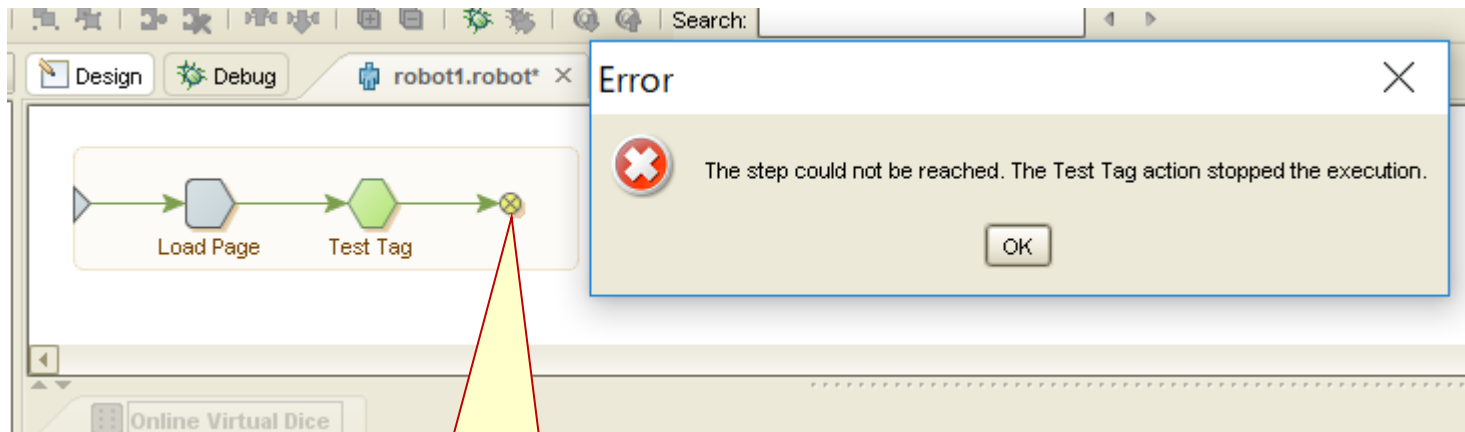 Search:
Design
Debug
robot1.robot*
Error
The step could not be reached. The Test Tag action stopped the execution.
OK
Load Page
Test Tag
Online Virtual Dice